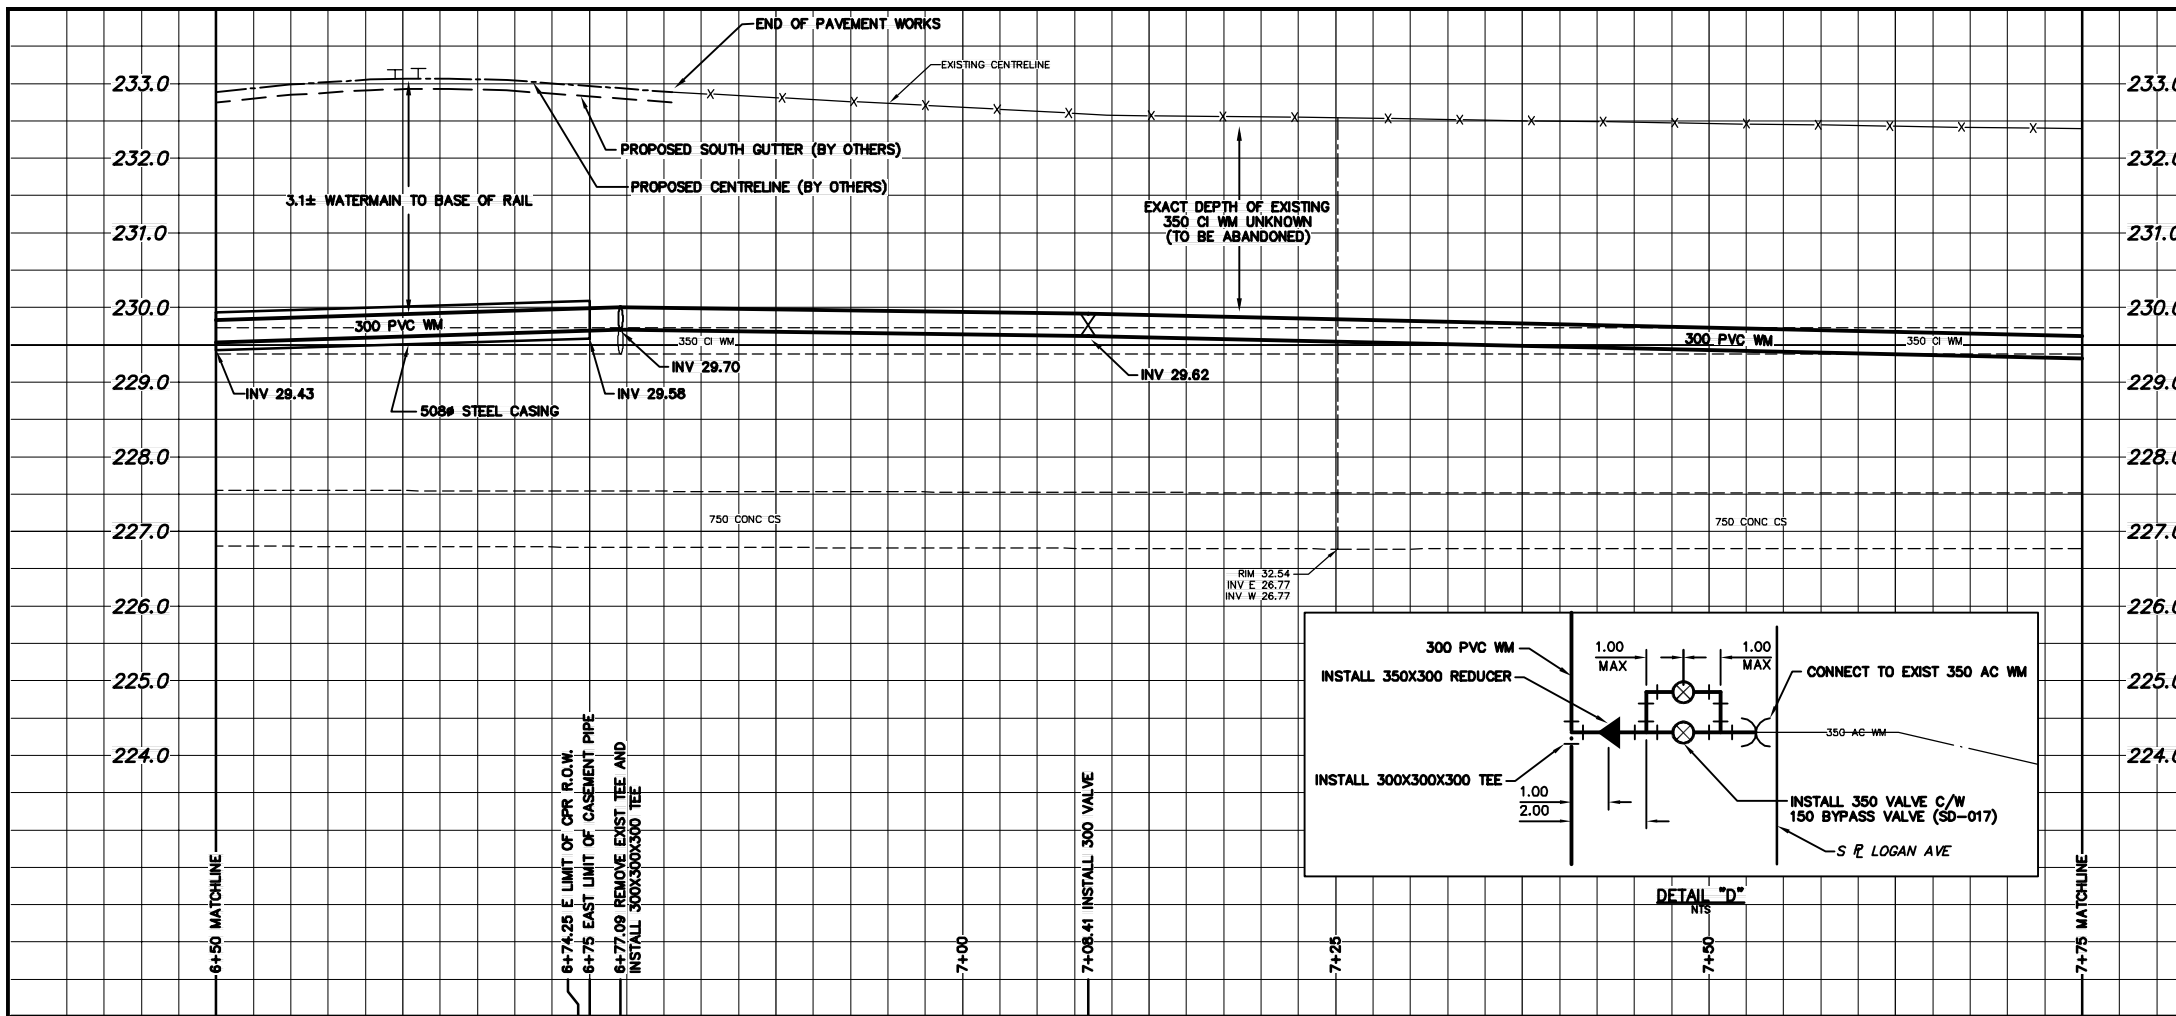 END OF PAVEMENT WORKS
EXISTING CENTRELINE
233.0
233.0
PROPOSED SOUTH GUTTER (BY OTHERS)
232.0
232.0
PROPOSED CENTRELINE (BY OTHERS)
3.1± WATERMAIN TO BASE OF RAIL
EXACT DEPTH OF EXISTING
350 CI WM UNKNOWN
(TO BE ABANDONED)
231.0
231.0
230.0
230.0
300 PVC WM
350 CI WM
300 PVC WM
350 CI WM
INV 29.70
INV 29.62
229.0
229.0
INV 29.43
INV 29.58
508ø STEEL CASING
228.0
228.0
750 CONC CS
750 CONC CS
227.0
227.0
RIM 32.54
INV E 26.77
INV W 26.77
226.0
226.0
300 PVC WM
1.00
MAX
1.00
MAX
INSTALL 350X300 REDUCER
CONNECT TO EXIST 350 AC WM
225.0
225.0
350 AC WM
224.0
224.0
INSTALL 300X300X300 TEE
1.00
2.00
INSTALL 350 VALVE C/W
150 BYPASS VALVE (SD-017)
S ⅊ LOGAN AVE
DETAIL "D"
NTS
6+50 MATCHLINE
6+74.25 E LIMIT OF CPR R.O.W.
6+75 EAST LIMIT OF CASEMENT PIPE
6+77.09 REMOVE EXIST TEE AND
INSTALL 300X300X300 TEE
7+00
7+08.41 INSTALL 300 VALVE
7+25
7+50
7+75 MATCHLINE